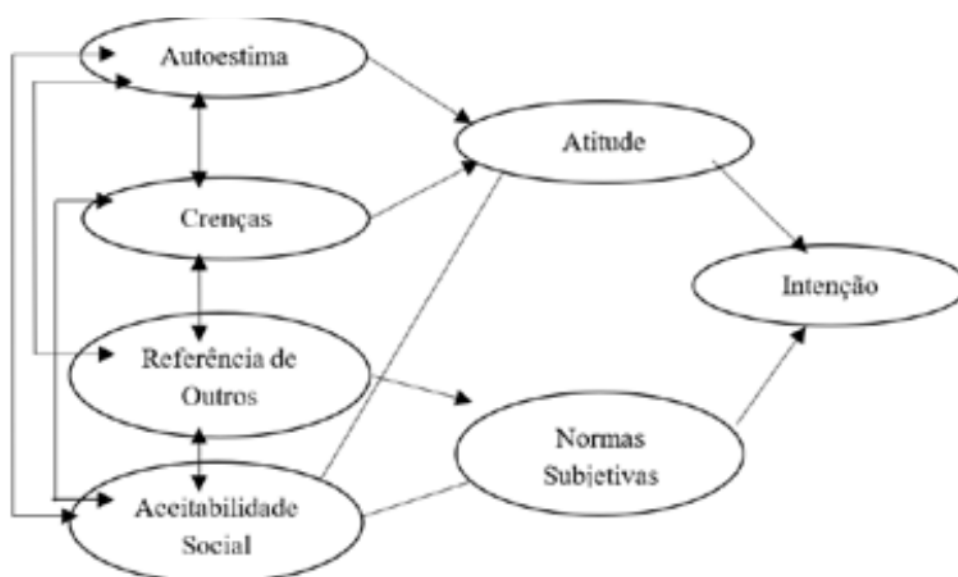 Autoestima
Atitude
Crenças
Intenção
Referência de
Outros
Normas
Subjetivas
Aceitabilidade
Social